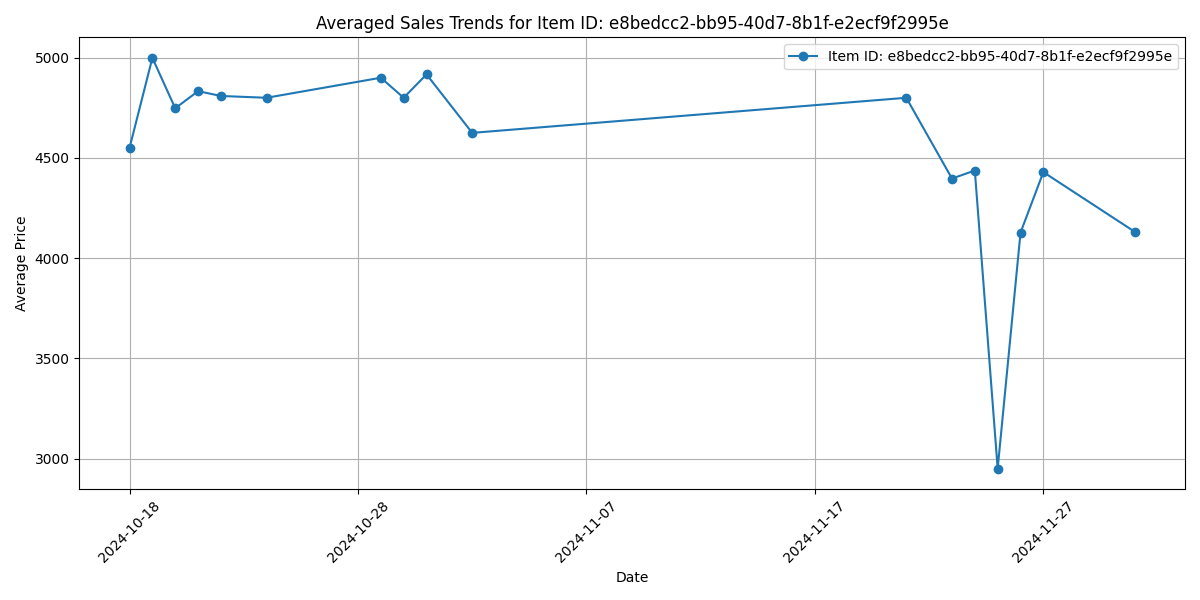 Averaged Sales Trends for Item ID: e8bedcc2-bb95-40d7-8b1f-e2ecf9f2995e
Item ID: e8bedcc2-bb95-40d7-8b1f-e2ecf9f2995e
Average Price
5000
4500
4000
3500
3000
2024-10-18
2024-10-28
2024-11-07
2024-11-17
2024-11-27
Date